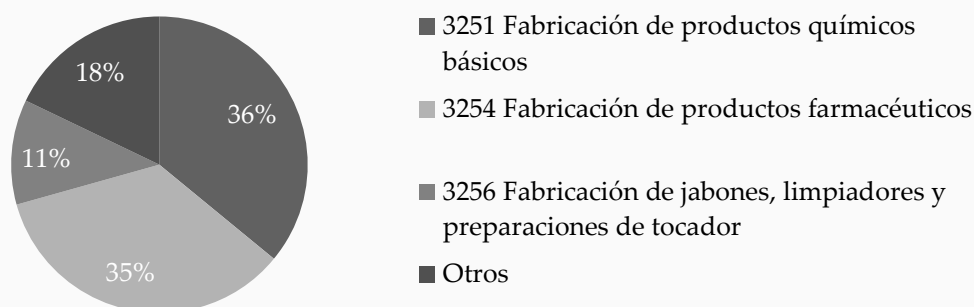 18%
36%
11%
35%
3251 Fabricación de productos químicos
básicos
3254 Fabricación de productos farmacéuticos
3256 Fabricación de jabones, limpiadores y
preparaciones de tocador
Otros